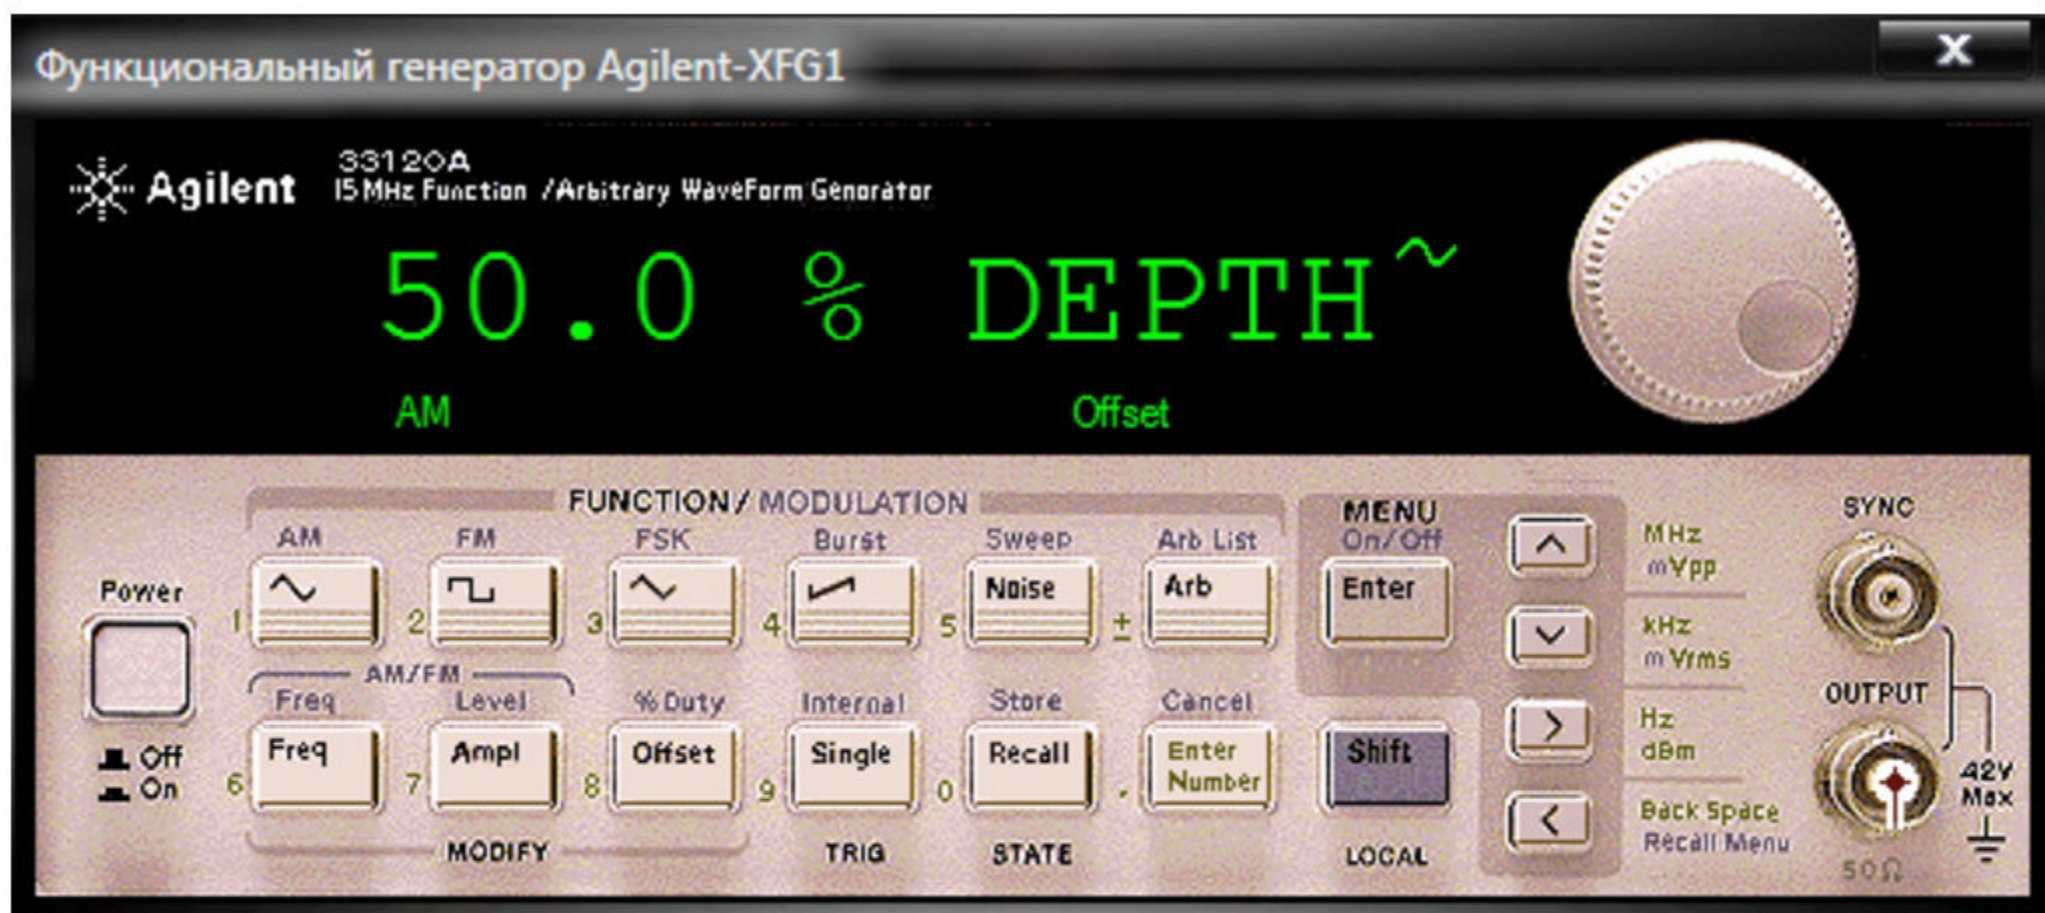 Функциональный генератор Agilent-XFG1
X
Agilent
33120A
15MHz Function /Arbitrary WaveForm Genorator
50.0 % DEPTH
AM Offset
FUNCTION/ MODULATION
AM FM FSK Burst Sweep Arb List
MENU
On/Off
SYNC
MHz
mVpp
Power
1 2 3 4 5 Noise ± Arb Enter
kHz
mVrms
AM/FM
Freq Level % Duty Internal Store Cancel
OUTPUT
Off
On
6 Freq 7 Ampl 8 Offset 9 Single 0 Recall . Enter Number Shift
Hz
dBm
42V
Max
MODIFY TRIG STATE LOCAL
Back Space
Recall Menu
50Ω